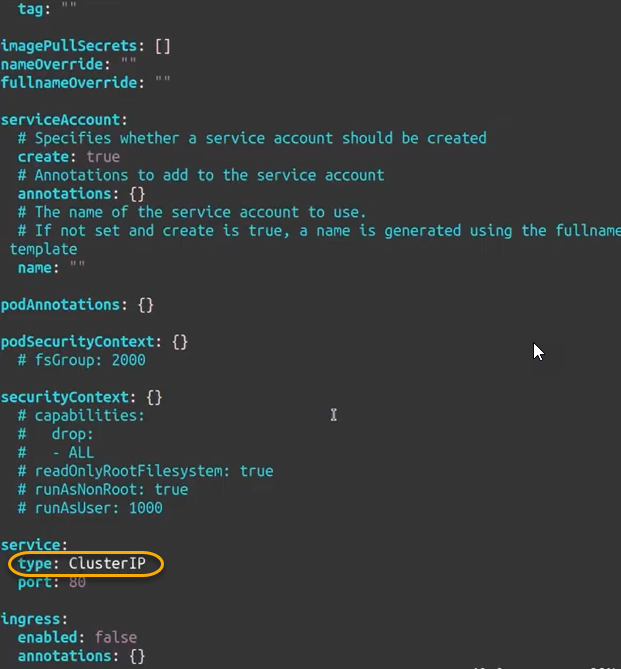 tag: ""
imagePullSecrets: []
nameOverride: ""
fullnameOverride: ""
serviceAccount:
# Specifies whether a service account should be created
create: true
# Annotations to add to the service account
annotations: {}
# The name of the service account to use.
# If not set and create is true, a name is generated using the fullname
template
name: ""
podAnnotations: {}
podSecurityContext: {}
# fsGroup: 2000
securityContext: {}
# capabilities:
#   drop:
#   - ALL
# readOnlyRootFilesystem: true
# runAsNonRoot: true
# runAsUser: 1000
service:
type: ClusterIP
port: 80
ingress:
enabled: false
annotations: {}